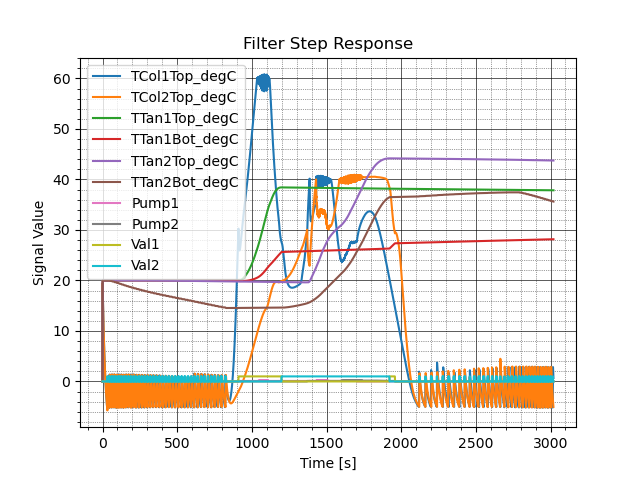 Filter Step Response
Signal Value
60
50
40
30
20
10
0
TCol1Top_degC
TCol2Top_degC
TTan1Top_degC
TTan1Bot_degC
TTan2Top_degC
TTan2Bot_degC
Pump1
Pump2
Val1
Val2
0 500 1000 1500 2000 2500 3000
Time [s]